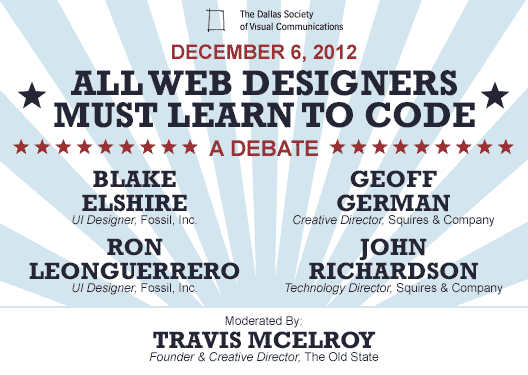 The Dallas Society
of Visual Communications
DECEMBER 6, 2012
ALL WEB DESIGNERS
MUST LEARN TO CODE
A DEBATE
BLAKE
ELSHIRE
UI Designer, Fossil, Inc.
GEOFF
GERMAN
Creative Director, Squires & Company
RON
LEONGUERRERO
UI Designer, Fossil, Inc.
JOHN
RICHARDSON
Technology Director, Squires & Company
Moderated By:
TRAVIS MCELROY
Founder & Creative Director, The Old State